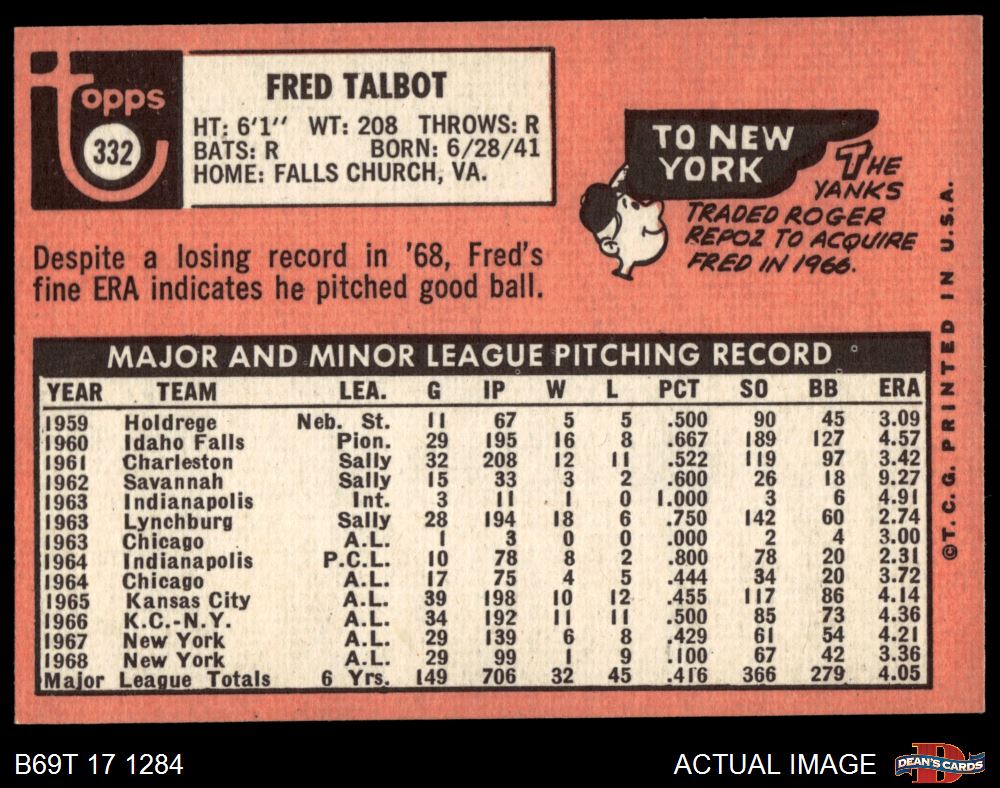 topps
332
FRED TALBOT
HT: 6'1" WT: 208 THROWS: R
BATS: R BORN: 6/28/41
HOME: FALLS CHURCH, VA.
Despite a losing record in '68, Fred's
fine ERA indicates he pitched good ball.
TO NEW
YORK
THE
YANKS
TRADED ROGER
REPOZ TO ACQUIRE
FRED IN 1966.
MAJOR AND MINOR LEAGUE PITCHING RECORD
YEAR TEAM LEA. G IP W L PCT SO BB ERA
1959 Holdrege Neb. St. 11 67 5 5 .500 90 45 3.09
1960 Idaho Falls Pion. 29 195 16 8 .667 189 127 4.57
1961 Charleston Sally 32 208 12 11 .522 119 97 3.42
1962 Savannah Sally 15 33 3 2 .600 26 18 9.27
1963 Indianapolis Int. 3 11 1 0 1.000 3 6 4.91
1963 Lynchburg Sally 28 194 18 6 .750 142 60 2.74
1963 Chicago A.L. 1 3 0 0 .000 2 4 3.00
1964 Indianapolis P.C.L. 10 78 8 2 .800 78 20 2.31
1964 Chicago A.L. 17 75 4 5 .444 34 20 3.72
1965 Kansas City A.L. 39 198 10 12 .455 117 86 4.14
1966 K.C.-N.Y. A.L. 34 192 11 11 .500 85 73 4.36
1967 New York A.L. 29 139 6 8 .429 61 54 4.21
1968 New York A.L. 29 99 1 9 .100 67 42 3.36
Major League Totals 6 Yrs. 149 706 32 45 .416 366 279 4.05
©T. C. G. PRINTED IN U.S.A.
B69T 17 1284
ACTUAL IMAGE
DEAN'S CARDS